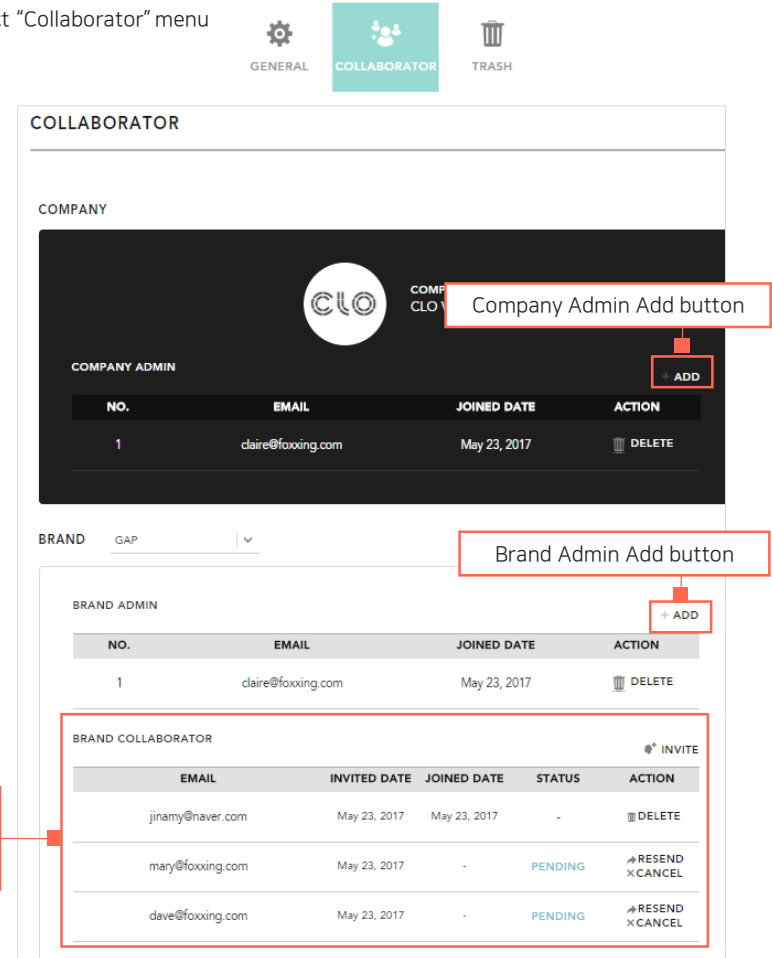 “Collaborator” menu
GENERAL
COLLABORATOR
TRASH
COLLABORATOR
COMPANY
CLO
CLO
Company Admin Add button
COMPANY ADMIN
+ ADD
NO. EMAIL JOINED DATE ACTION
1 claire@foxxing.com May 23, 2017 DELETE
BRAND GAP
Brand Admin Add button
BRAND ADMIN
+ ADD
NO. EMAIL JOINED DATE ACTION
1 claire@foxxing.com May 23, 2017 DELETE
BRAND COLLABORATOR
INVITE
EMAIL INVITED DATE JOINED DATE STATUS ACTION
jinamy@naver.com May 23, 2017 May 23, 2017 - DELETE
mary@foxxing.com May 23, 2017 - PENDING RESEND
×CANCEL
dave@foxxing.com May 23, 2017 - PENDING RESEND
×CANCEL